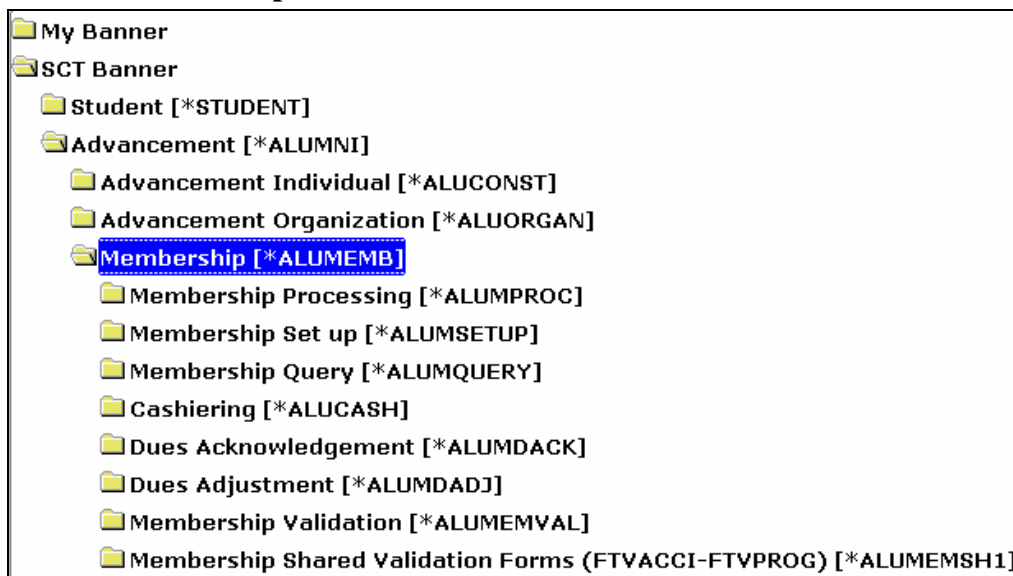 My Banner
SCT Banner
Student [*STUDENT]
Advancement [*ALUMNI]
Advancement Individual [*ALUCONST]
Advancement Organization [*ALUORGAN]
Membership [*ALUMEMB]
Membership Processing [*ALUMPROC]
Membership Set up [*ALUMSETUP]
Membership Query [*ALUMQUERY]
Cashiering [*ALUCASH]
Dues Acknowledgement [*ALUMDACK]
Dues Adjustment [*ALUMDADJ]
Membership Validation [*ALUMEMVAL]
Membership Shared Validation Forms (FTVACCI-FTVPROG) [*ALUMEMSH1]